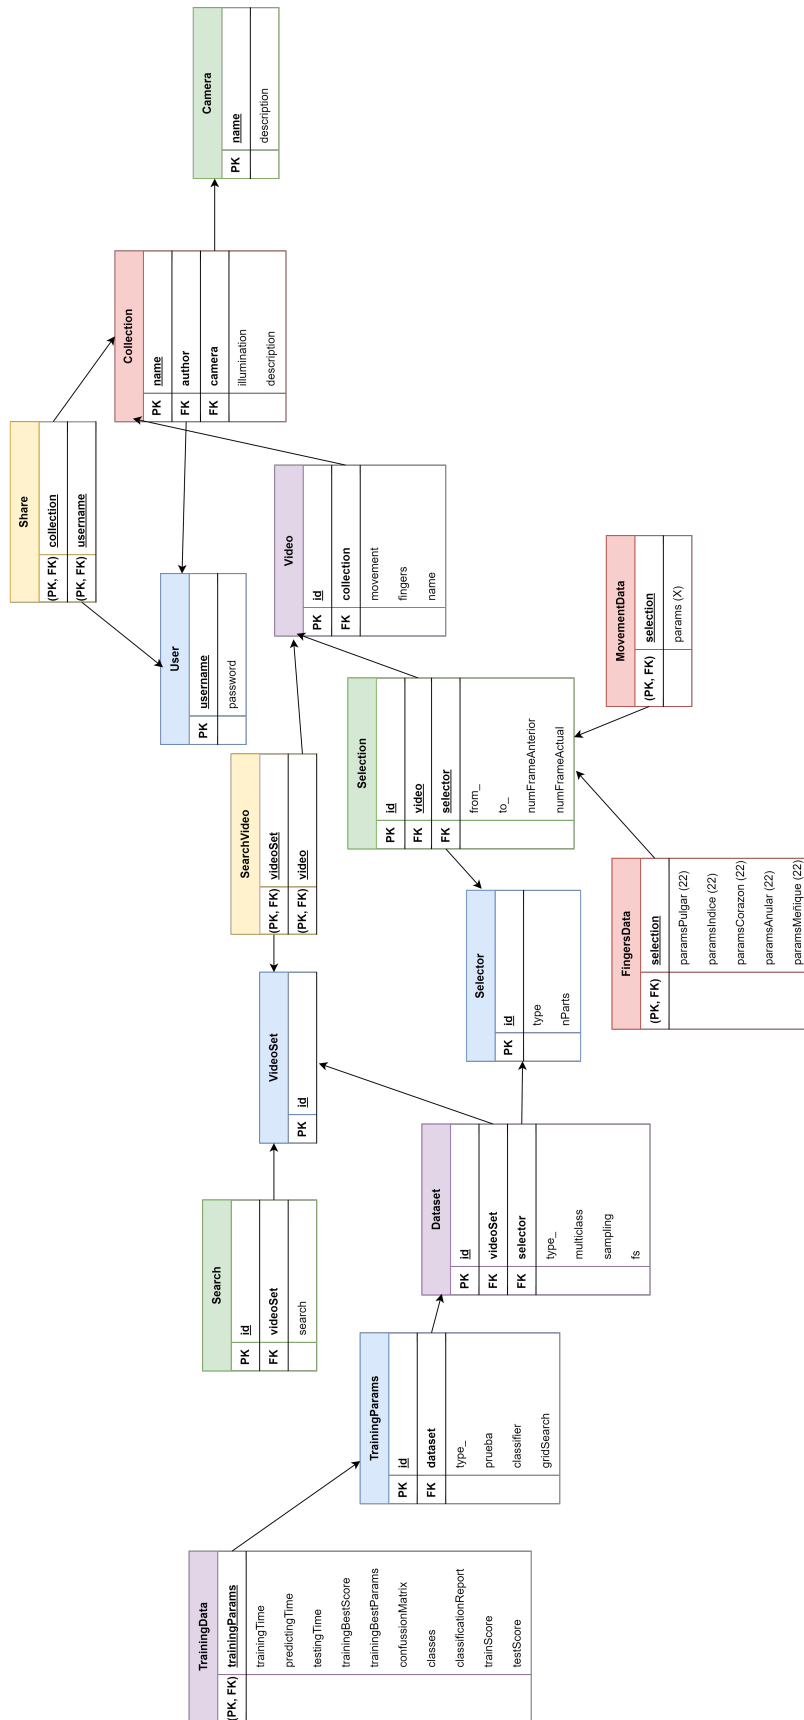 Camera
PK name
description
Collection
PK name
FK author
FK camera
illumination
description
Share
(PK, FK) collection
(PK, FK) username
User
PK username
password
Video
PK id
FK collection
movement
fingers
name
MovementData
(PK, FK) selection
params (X)
Selection
PK id
FK video
FK selector
from_
to_
numFrameAnterior
numFrameActual
SearchVideo
(PK, FK) videoSet
(PK, FK) video
FingersData
(PK, FK) selection
paramsPulgar (22)
paramsIndice (22)
paramsCorazon (22)
paramsAnular (22)
paramsMeñique (22)
Selector
PK id
type
nParts
VideoSet
PK id
Dataset
PK id
FK videoSet
FK selector
type_
multiclass
sampling
fs
Search
PK id
FK videoSet
search
TrainingParams
PK id
FK dataset
type_
prueba
classifier
gridSearch
TrainingData
(PK, FK) trainingParams
trainingTime
predictingTime
testingTime
trainingBestScore
trainingBestParams
confussionMatrix
classes
classificationReport
trainScore
testScore